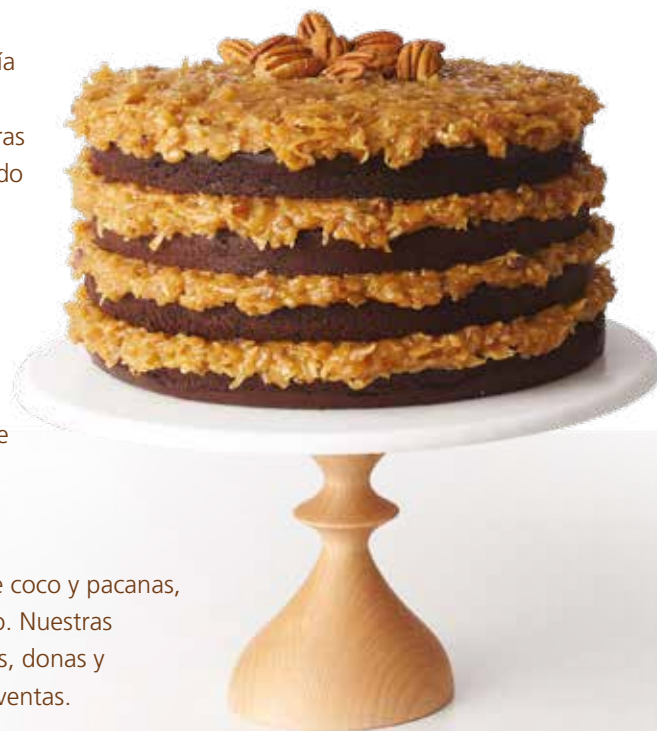 ía
ras
do
e
e coco y pacanas,
o. Nuestras
s, donas y
ventas.